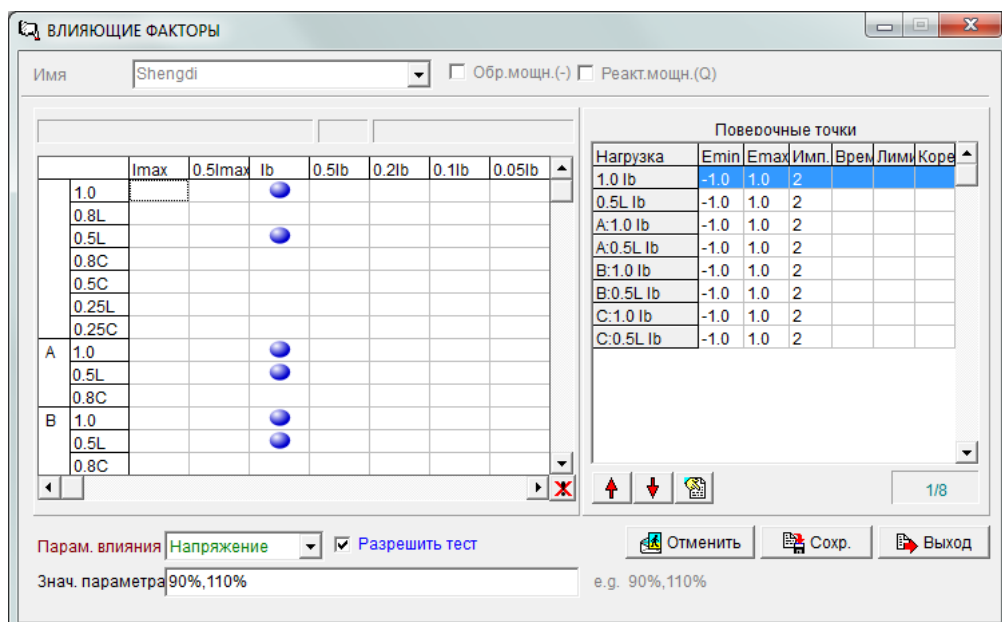 ВЛИЯЮЩИЕ ФАКТОРЫ
Имя Shengdi Обр.мощн.(-) Реакт.мощн.(Q)
Imax 0.5Imax Ib 0.5Ib 0.2Ib 0.1Ib 0.05Ib
1.0
0.8L
0.5L
0.8C
0.5C
0.25L
0.25C
A 1.0
0.5L
0.8C
B 1.0
0.5L
0.8C
Поверочные точки
Нагрузка Emin Emax Имп. Врем Лими Коре
1.0 Ib -1.0 1.0 2
0.5L Ib -1.0 1.0 2
A:1.0 Ib -1.0 1.0 2
A:0.5L Ib -1.0 1.0 2
B:1.0 Ib -1.0 1.0 2
B:0.5L Ib -1.0 1.0 2
C:1.0 Ib -1.0 1.0 2
C:0.5L Ib -1.0 1.0 2
1/8
Парам. влияния Напряжение Разрешить тест Отменить Сохр. Выход
Знач. параметра 90%,110% e.g. 90%,110%